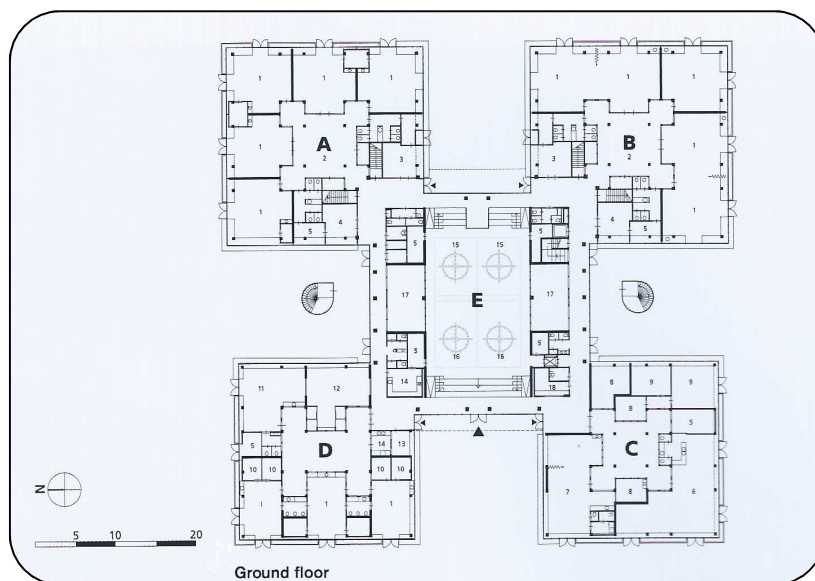 1 1 1 1 1
1 A B 1
2 3 3 2
1 4 5 4 5 1
5 15 15 5
17 E 17
5 16 16 5
14 18
11 12 8 9 9
8 5
5 D 14 13 C
10 10 10 10
7 8 6
I 1 1
N
5 10 20
Ground floor